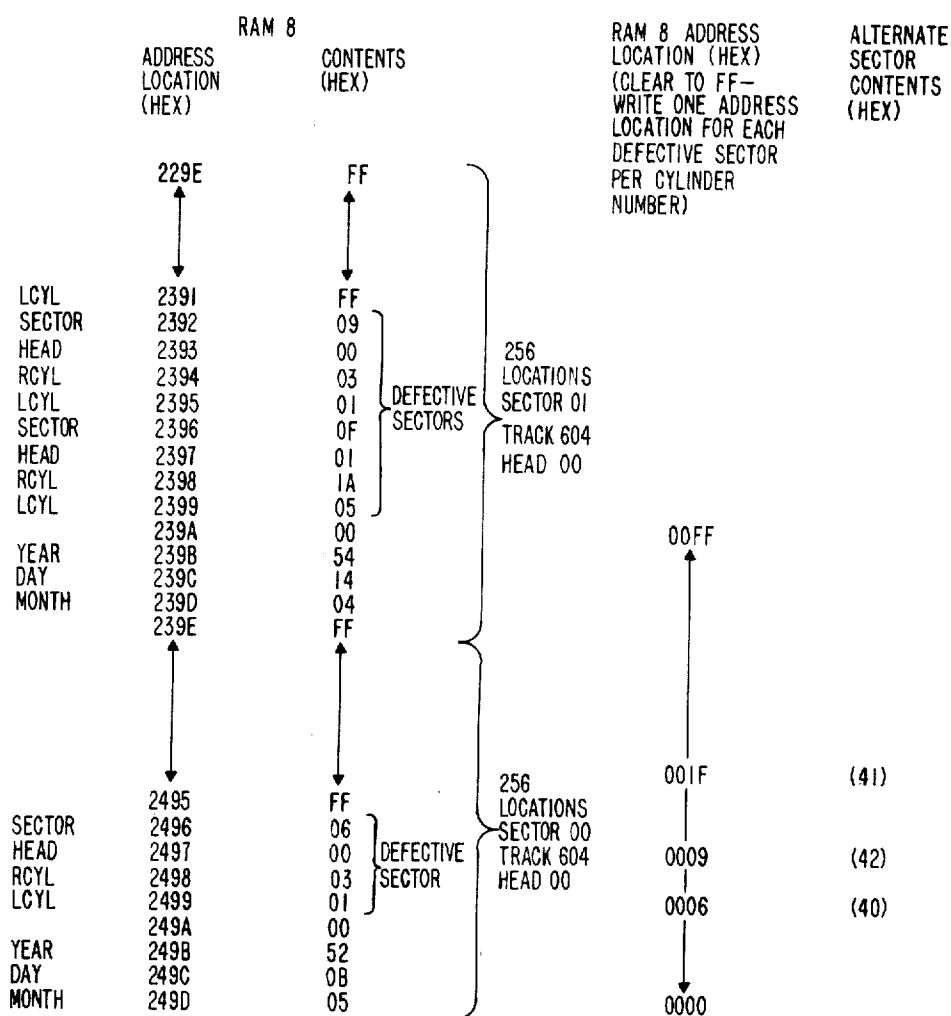 RAM 8
ADDRESS
LOCATION
(HEX)
CONTENTS
(HEX)
RAM 8 ADDRESS
LOCATION (HEX)
(CLEAR TO FF-
WRITE ONE ADDRESS
LOCATION FOR EACH
DEFECTIVE SECTOR
PER CYLINDER
NUMBER)
ALTERNATE
SECTOR
CONTENTS
(HEX)
229E FF
LCYL 2391 FF
SECTOR 2392 09
HEAD 2393 00
RCYL 2394 03
LCYL 2395 01
SECTOR 2396 0F
HEAD 2397 01
RCYL 2398 1A
LCYL 2399 05
239A 00
YEAR 239B 54
DAY 239C 14
MONTH 239D 04
239E FF
DEFECTIVE
SECTORS
256
LOCATIONS
SECTOR 01
TRACK 604
HEAD 00
2495 FF
SECTOR 2496 06
HEAD 2497 00
RCYL 2498 03
LCYL 2499 01
249A 00
YEAR 249B 52
DAY 249C 0B
MONTH 249D 05
DEFECTIVE
SECTOR
256
LOCATIONS
SECTOR 00
TRACK 604
HEAD 00
00FF
001F (41)
0009 (42)
0006 (40)
0000